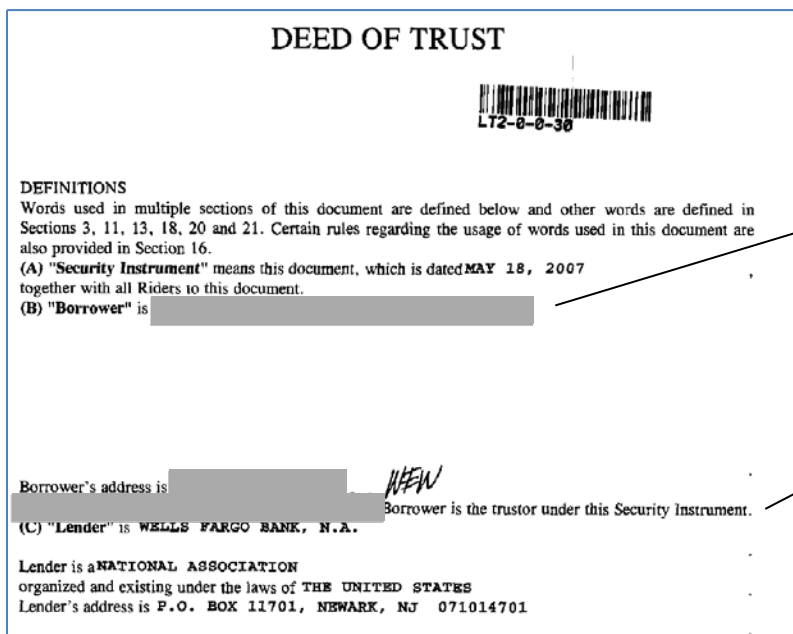 DEED OF TRUST
LT2-0-0-30
DEFINITIONS
Words used in multiple sections of this document are defined below and other words are defined in
Sections 3, 11, 13, 18, 20 and 21. Certain rules regarding the usage of words used in this document are
also provided in Section 16.
(A) "Security Instrument" means this document, which is dated MAY 18, 2007
together with all Riders to this document.
(B) "Borrower" is
Borrower's address is
Borrower is the trustor under this Security Instrument.
(C) "Lender" is WELLS FARGO BANK, N.A.
Lender is a NATIONAL ASSOCIATION
organized and existing under the laws of THE UNITED STATES
Lender's address is P.O. BOX 11701, NEWARK, NJ 071014701